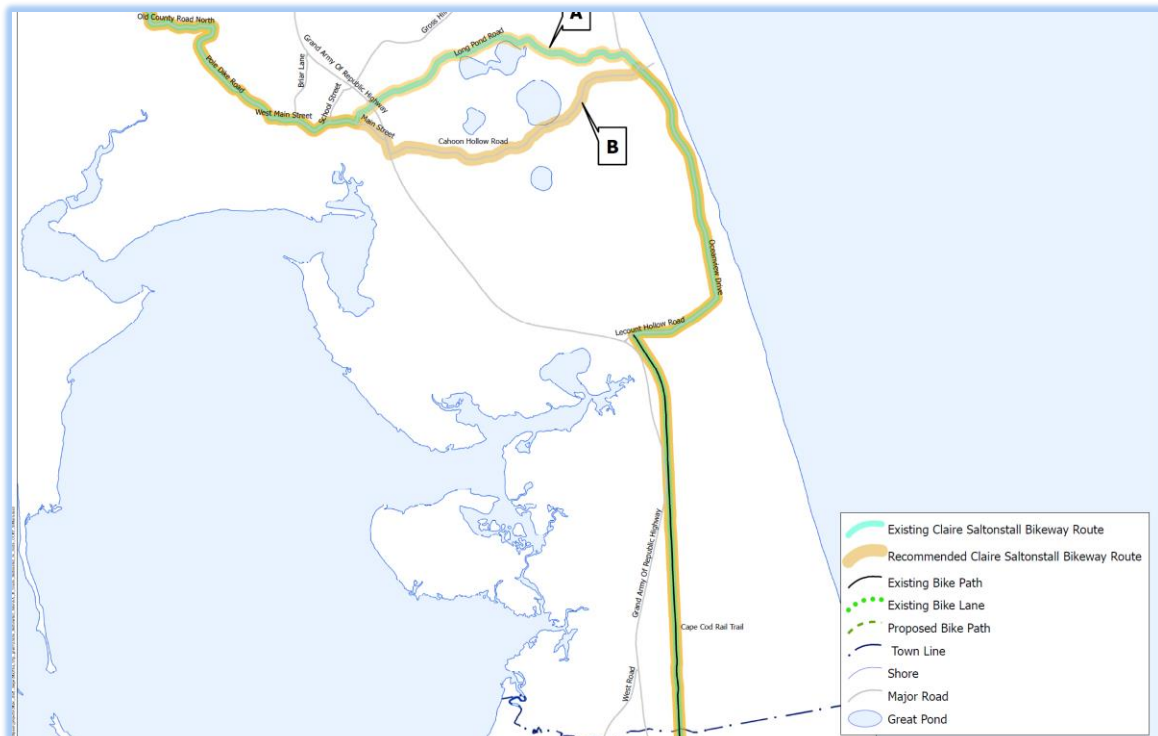 Old County Road North
Gross Hill
A
Grand Army Of Republic Highway
Long Pond Road
Pole Dike Road
Briar Lane
School Street
West Main Street
Main Street
Cahoon Hollow Road
B
Oceanview Drive
Lecount Hollow Road
Grand Army Of Republic Highway
Cape Cod Rail Trail
West Road
Existing Claire Saltonstall Bikeway Route
Recommended Claire Saltonstall Bikeway Route
Existing Bike Path
Existing Bike Lane
Proposed Bike Path
Town Line
Shore
Major Road
Great Pond